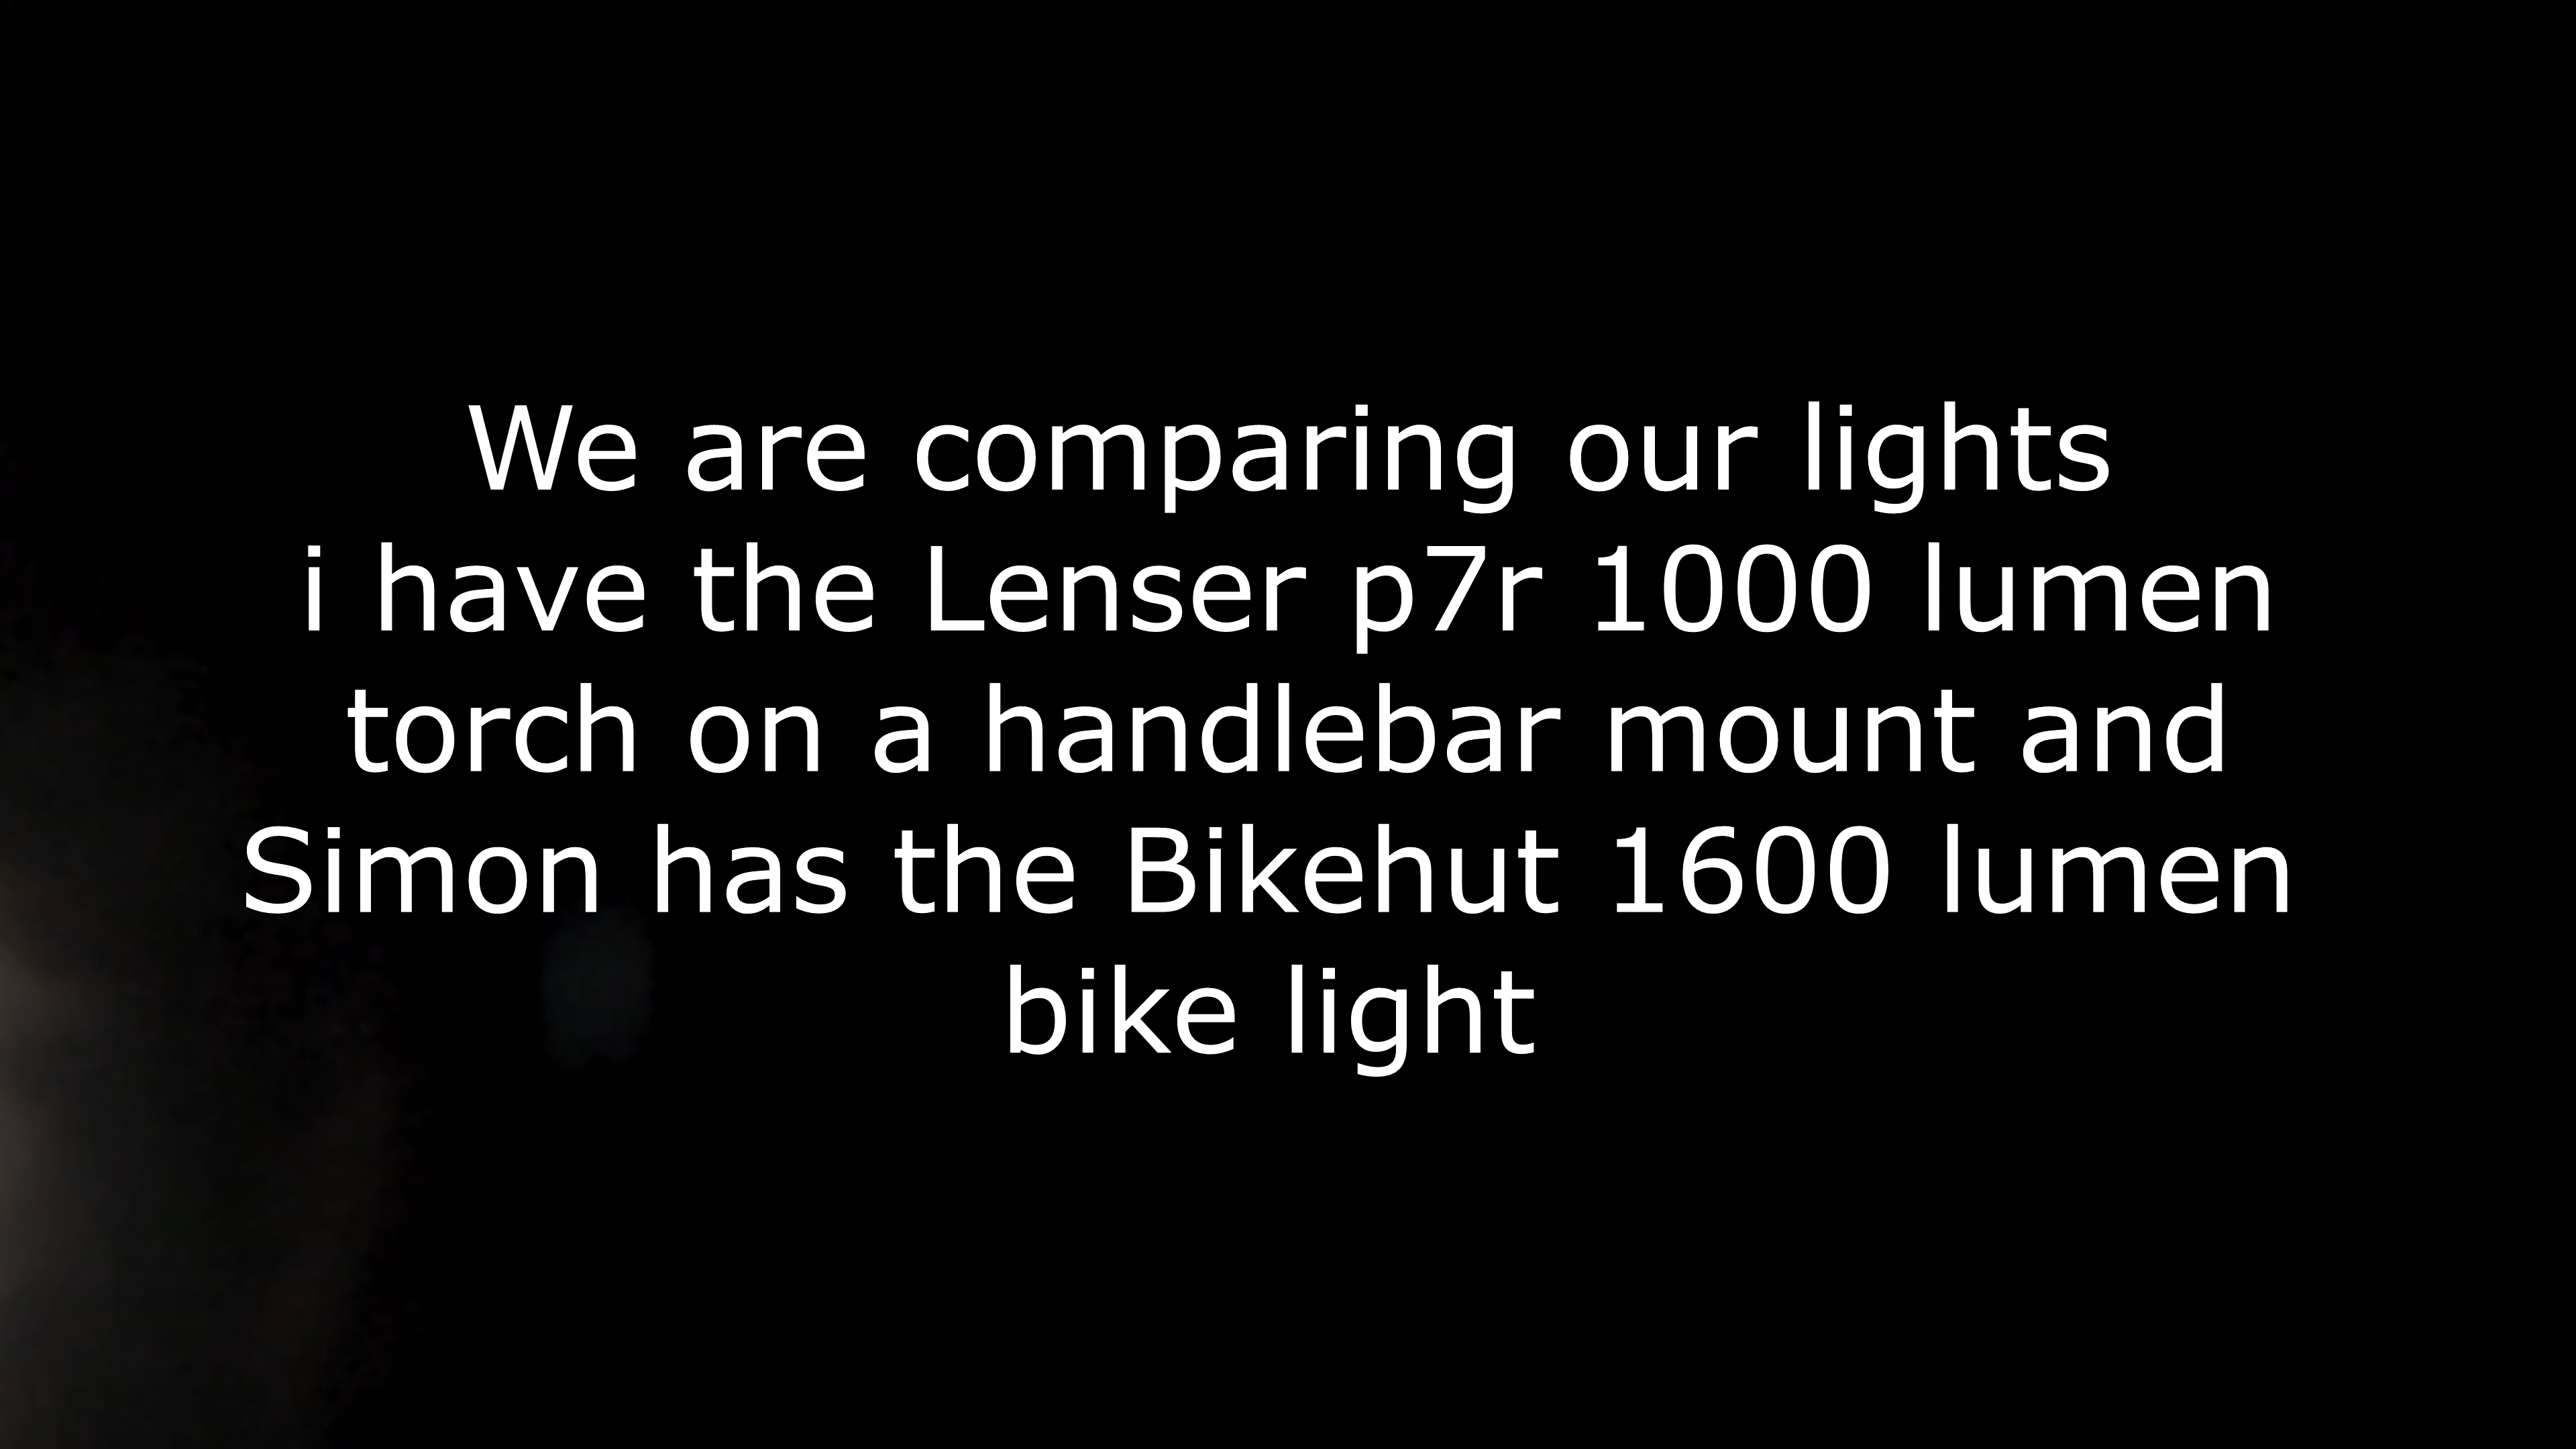 We are comparing our lights
i have the Lenser p7r 1000 lumen
torch on a handlebar mount and
Simon has the Bikehut 1600 lumen
bike light